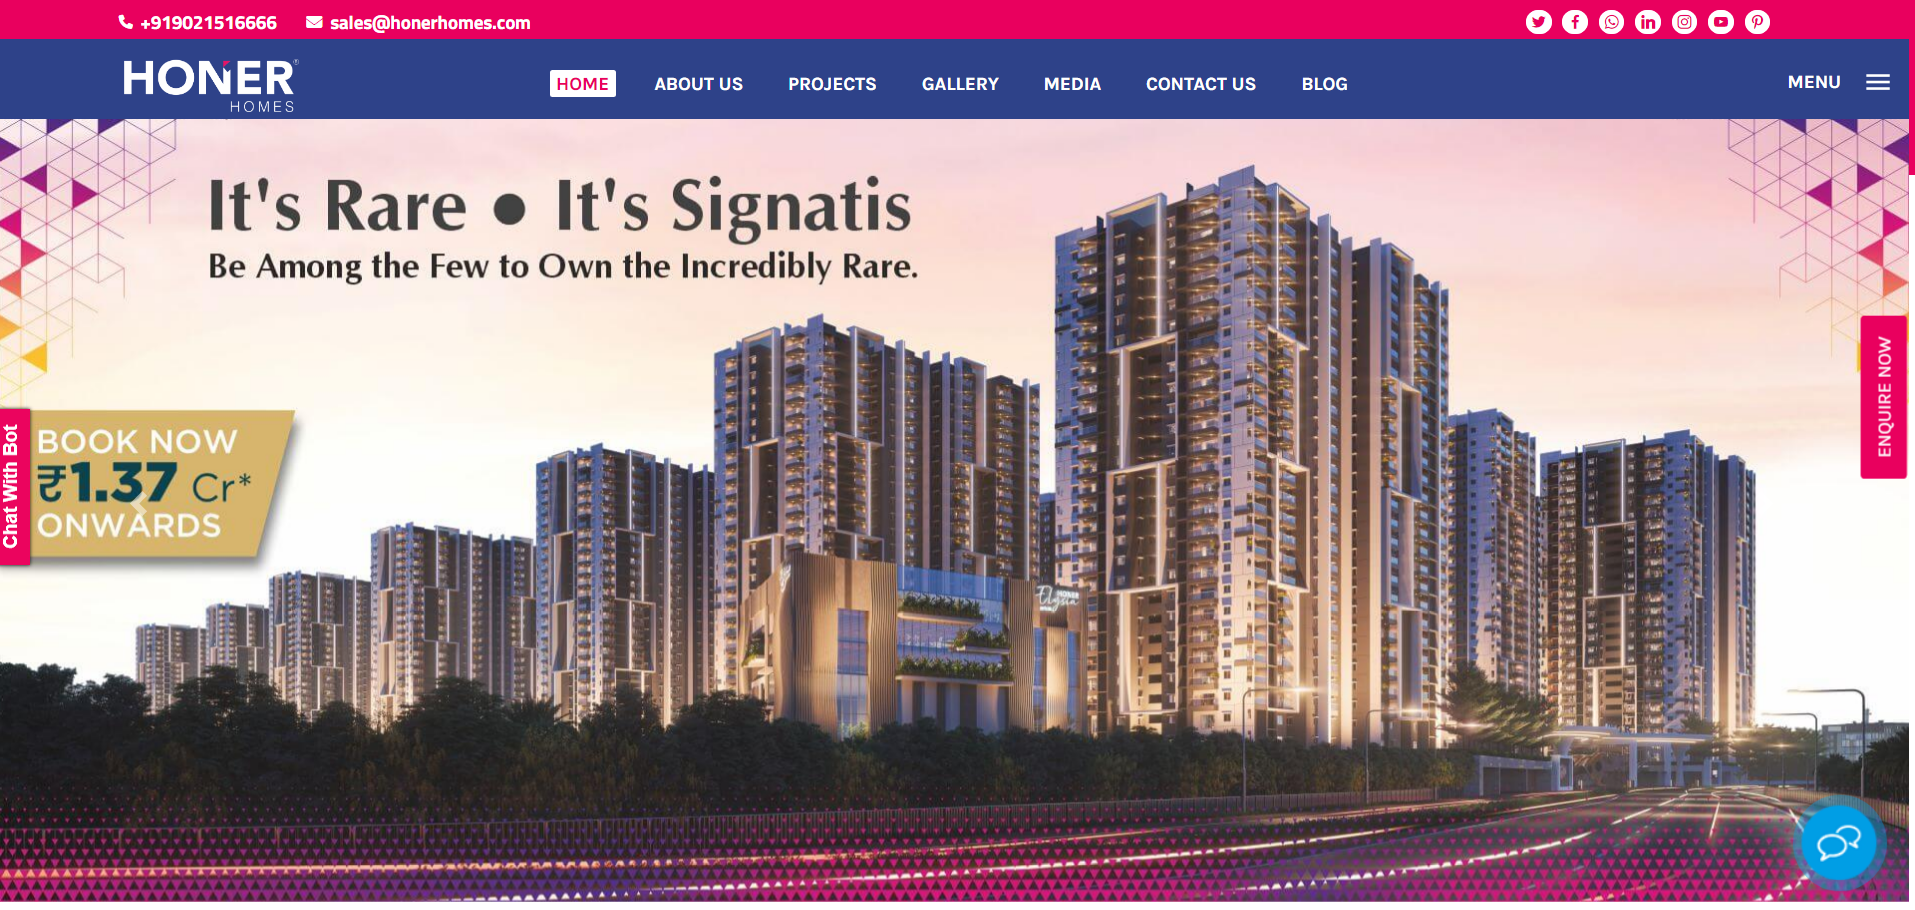 +919021516666 sales@honerhomes.com
HONER®
HOMES
HOME ABOUT US PROJECTS GALLERY MEDIA CONTACT US BLOG
MENU
It's Rare ● It's Signatis
Be Among the Few to Own the Incredibly Rare.
ENQUIRE NOW
Chat With Bot
BOOK NOW
₹1.37 Cr*
ONWARDS
HONER
Elysia